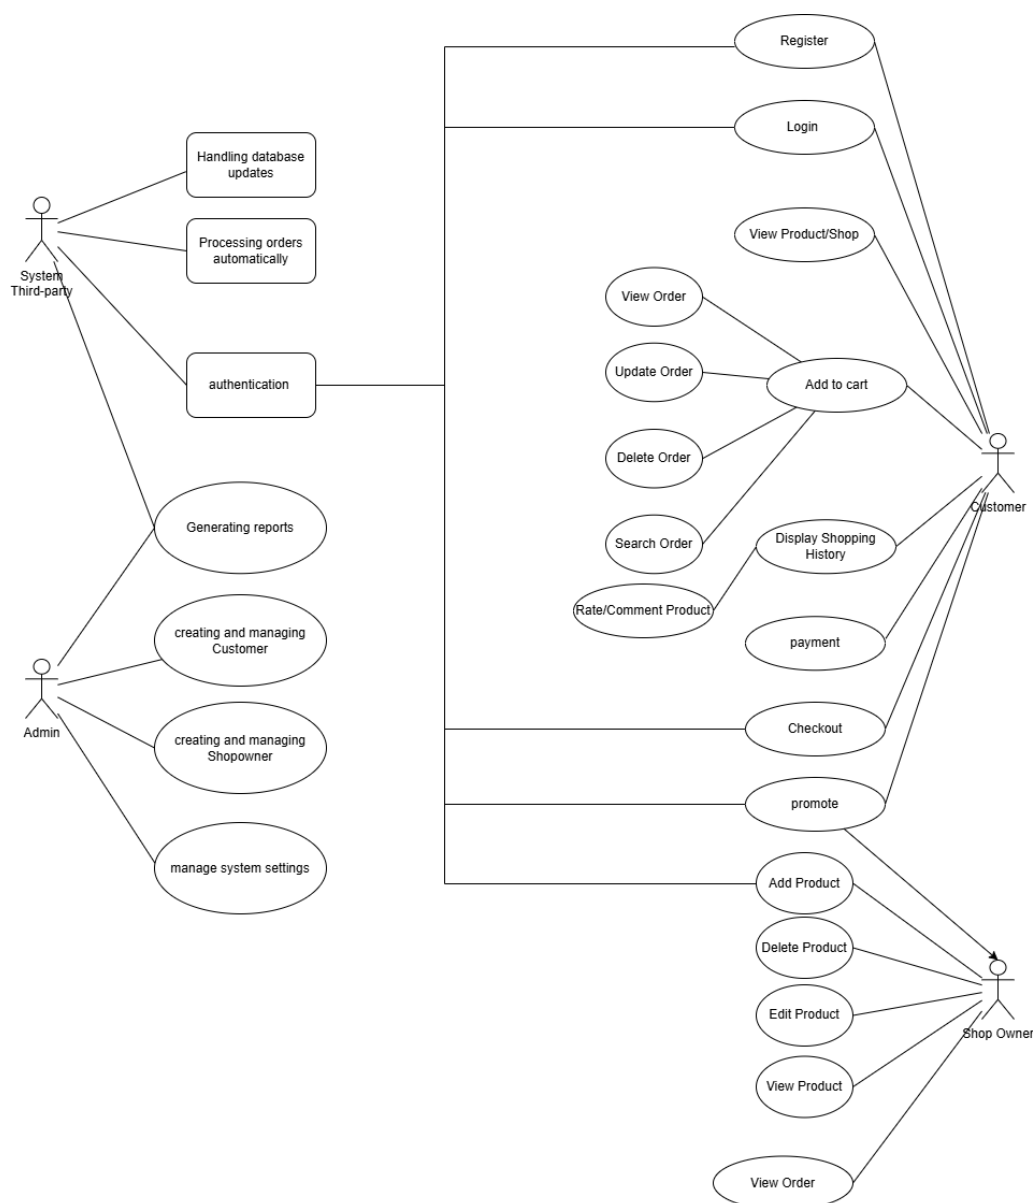 Register
Login
Handling database
updates
Processing orders
automatically
View Product/Shop
System
Third-party
View Order
Update Order
authentication
Add to cart
Delete Order
Customer
Generating reports
Search Order
Display Shopping
History
Rate/Comment Product
creating and managing
Customer
payment
Admin
creating and managing
Shopowner
Checkout
promote
manage system settings
Add Product
Delete Product
Edit Product
Shop Owner
View Product
View Order